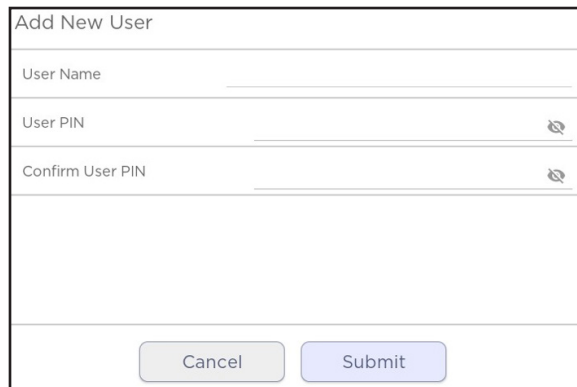 Add New User
User Name
User PIN
Confirm User PIN
Cancel Submit